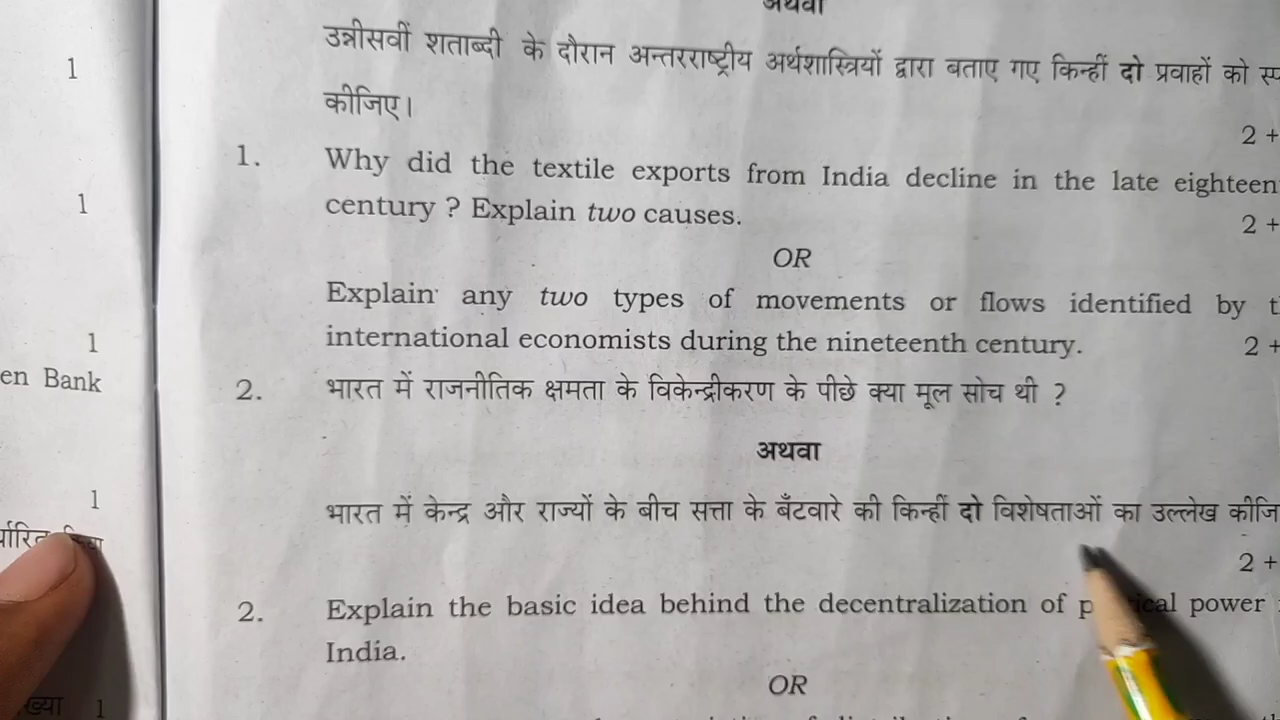 1
1
1
en Bank
1
1
अथवा
उन्नीसवीं शताब्दी के दौरान अन्तरराष्ट्रीय अर्थशास्त्रियों द्वारा बताए गए किन्हीं दो प्रवाहों को स्प
कीजिए।
2 +
1. Why did the textile exports from India decline in the late eighteen
century ? Explain two causes.
2 +
OR
Explain any two types of movements or flows identified by t
international economists during the nineteenth century.
2 +
2. भारत में राजनीतिक क्षमता के विकेन्द्रीकरण के पीछे क्या मूल सोच थी ?
अथवा
भारत में केन्द्र और राज्यों के बीच सत्ता के बँटवारे की किन्हीं दो विशेषताओं का उल्लेख कीजि
2 +
2. Explain the basic idea behind the decentralization of power
India.
OR